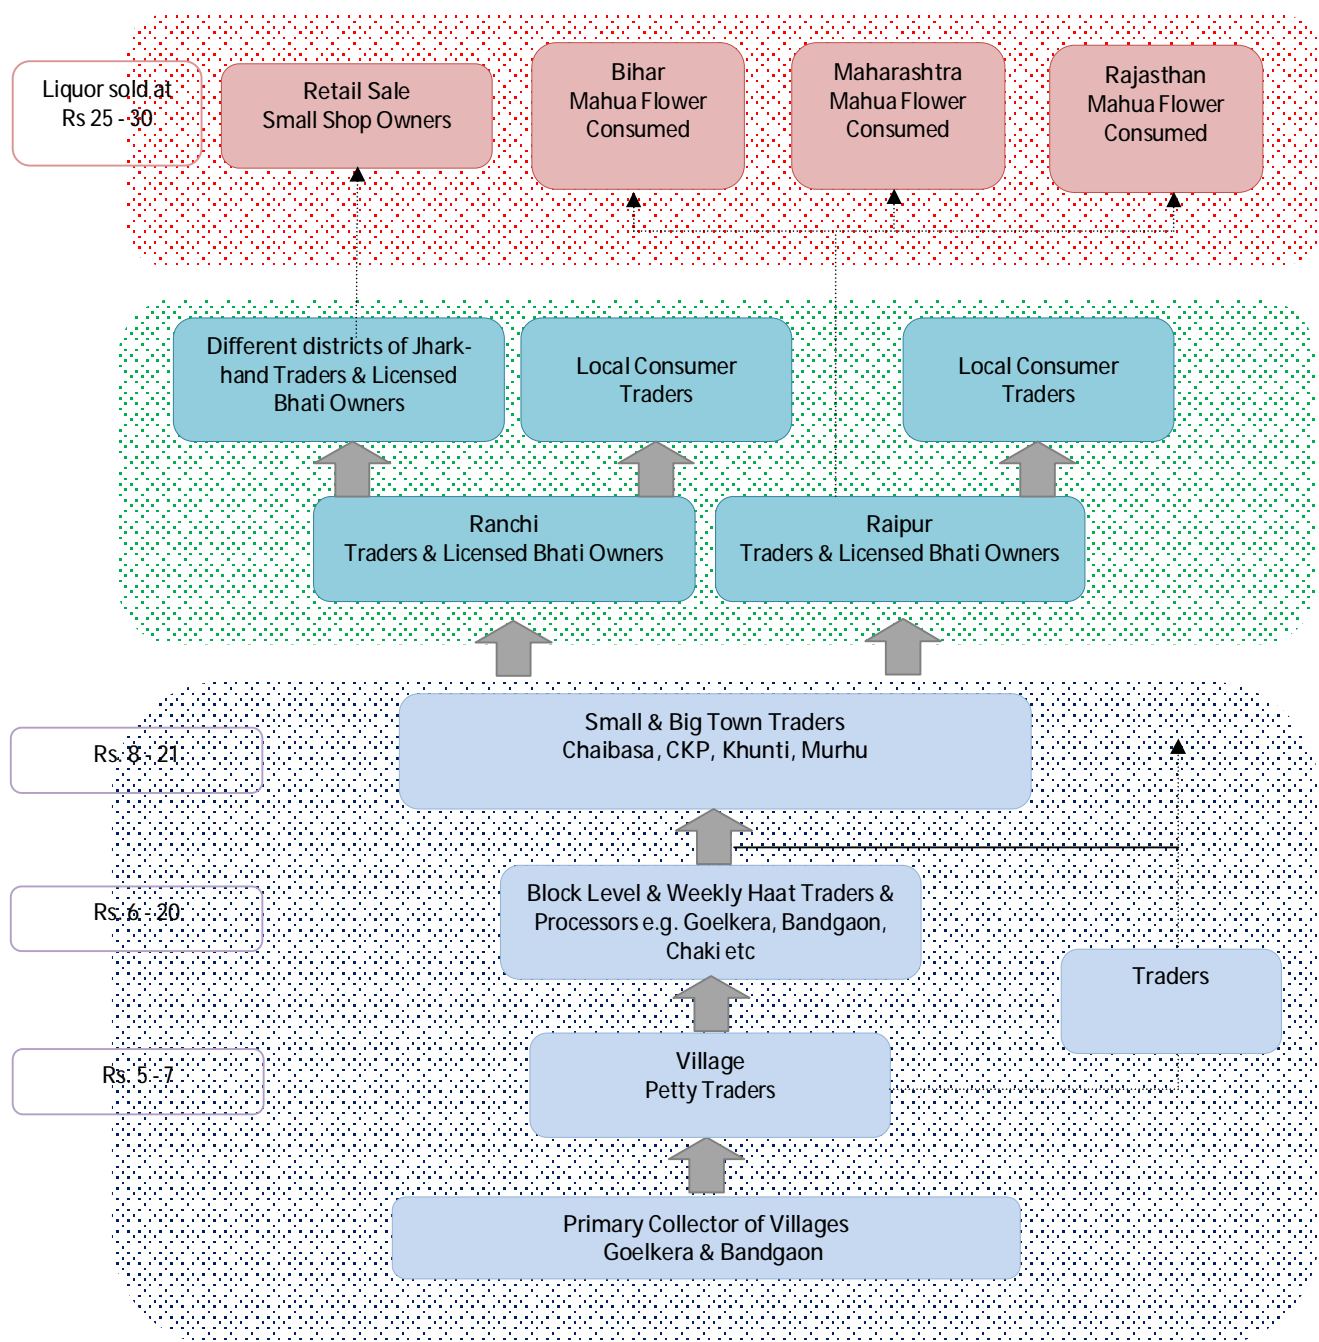 Liquor sold at
Rs 25 - 30
Retail Sale
Small Shop Owners
Bihar
Mahua Flower
Consumed
Maharashtra
Mahua Flower
Consumed
Rajasthan
Mahua Flower
Consumed
Different districts of Jhark-
hand Traders & Licensed
Bhati Owners
Local Consumer
Traders
Local Consumer
Traders
Ranchi
Traders & Licensed Bhati Owners
Raipur
Traders & Licensed Bhati Owners
Rs. 8 - 21
Small & Big Town Traders
Chaibasa, CKP, Khunti, Murhu
Rs. 6 - 20
Block Level & Weekly Haat Traders &
Processors e.g. Goelkera, Bandgaon,
Chaki etc
Traders
Rs. 5 - 7
Village
Petty Traders
Primary Collector of Villages
Goelkera & Bandgaon